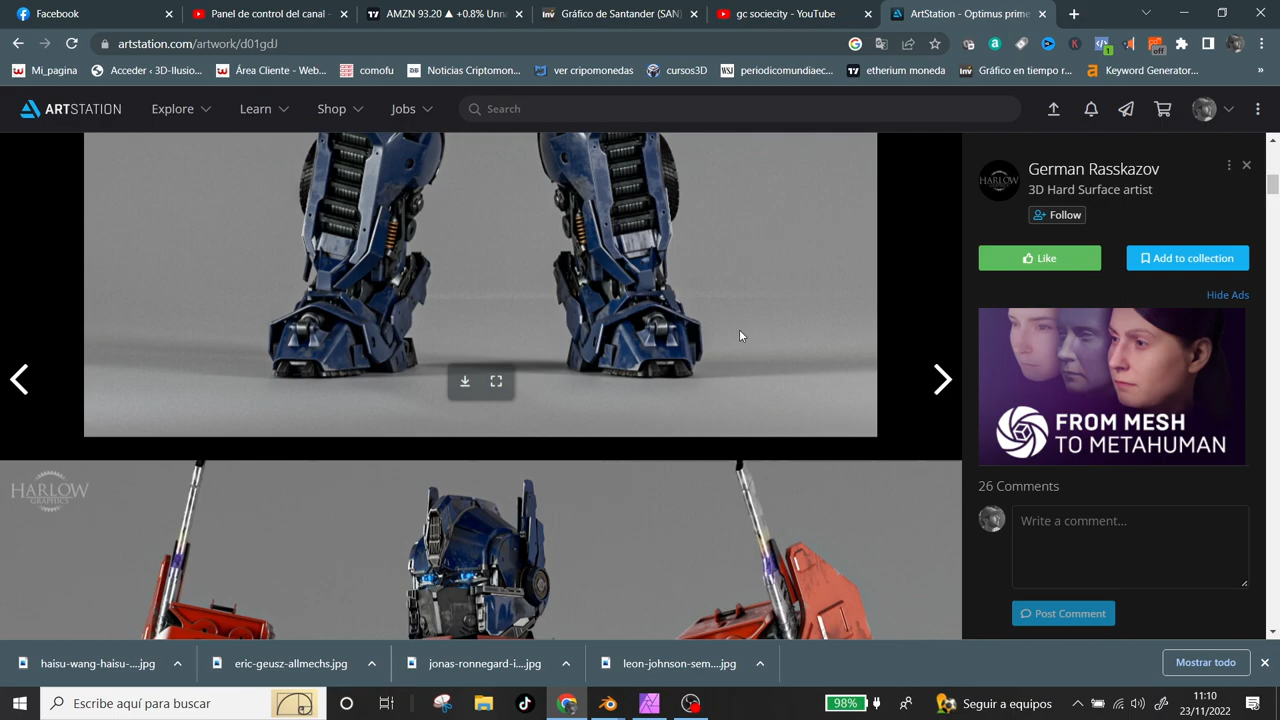 Facebook
Panel de control del canal -
AMZN 93.20 ▲ +0.8% Unn
Gráfico de Santander (SAN)
gc sociecity - YouTube
ArtStation - Optimus prime
artstation.com/artwork/d01gdJ
Mi_pagina
Acceder ‹ 3D-Ilusio...
Área Cliente - Web...
comofu
Noticias Criptomon...
ver cripomonedas
cursos3D
periodicomundiaec...
etherium moneda
Gráfico en tiempo r...
Keyword Generator...
ARTSTATION
Explore
Learn
Shop
Jobs
Search
German Rasskazov
3D Hard Surface artist
Follow
Like
Add to collection
Hide Ads
FROM MESH
TO METAHUMAN
26 Comments
Write a comment...
Post Comment
HARLOW
GRAPHICS
HARLOW
haisu-wang-haisu-....jpg
eric-geusz-allmechs.jpg
jonas-ronnegard-i....jpg
leon-johnson-sem....jpg
Mostrar todo
Escribe aquí para buscar
98%
Seguir a equipos
11:10
23/11/2022